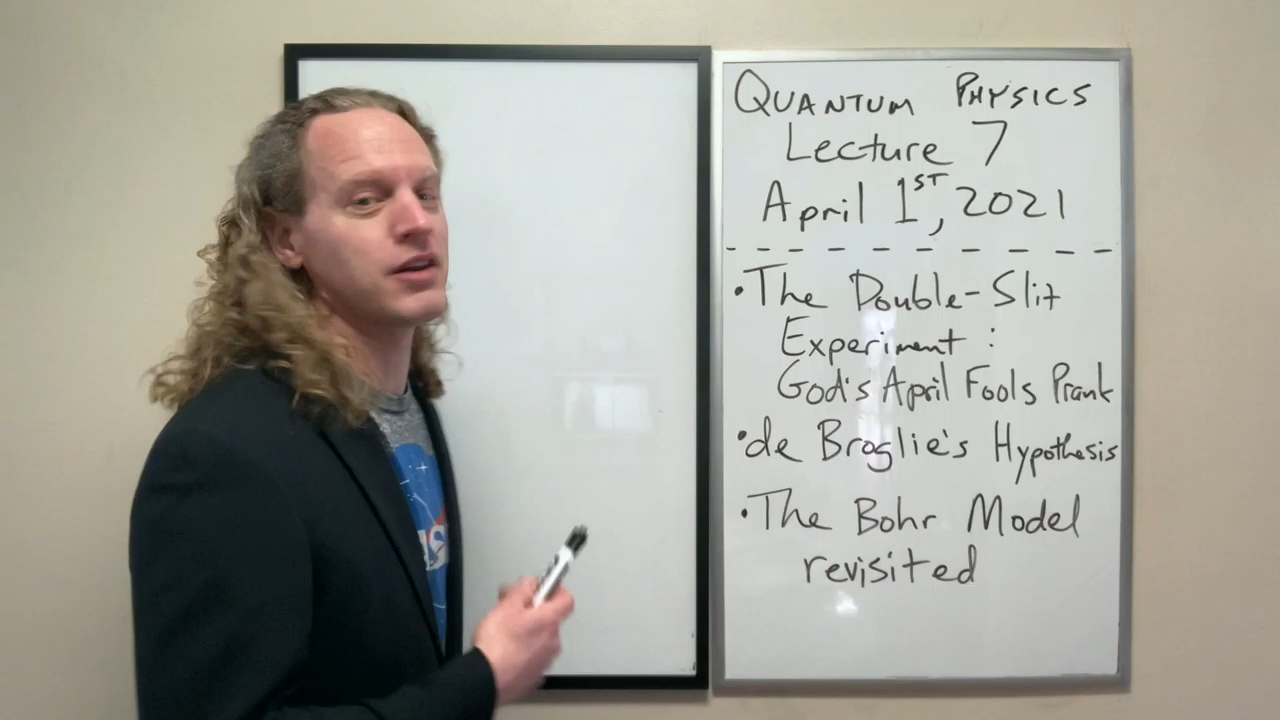 QUANTUM PHYSICS
Lecture 7
April 1ST, 2021
• The Double-Slit
Experiment :
God's April Fools Prank
• de Broglie's Hypothesis
• The Bohr Model
revisited